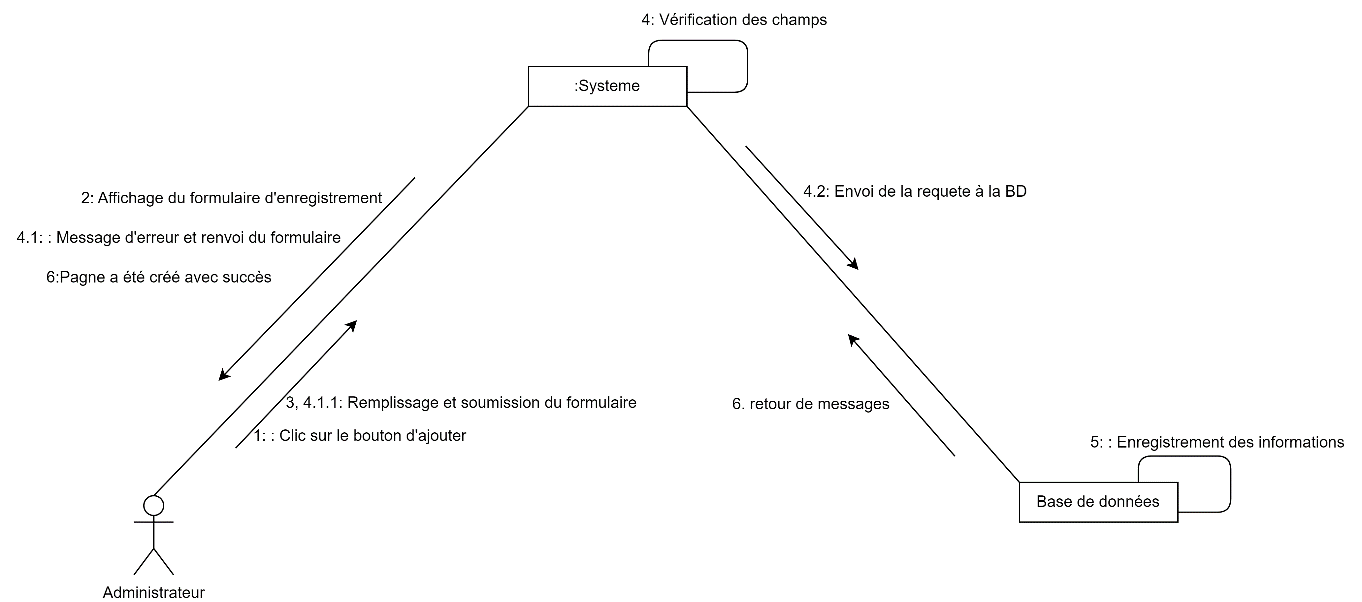 4: Vérification des champs
:Systeme
2: Affichage du formulaire d'enregistrement
4.2: Envoi de la requete à la BD
4.1: : Message d'erreur et renvoi du formulaire
6:Pagne a été créé avec succès
3, 4.1.1: Remplissage et soumission du formulaire
6. retour de messages
1: : Clic sur le bouton d'ajouter
5: : Enregistrement des informations
Base de données
Administrateur